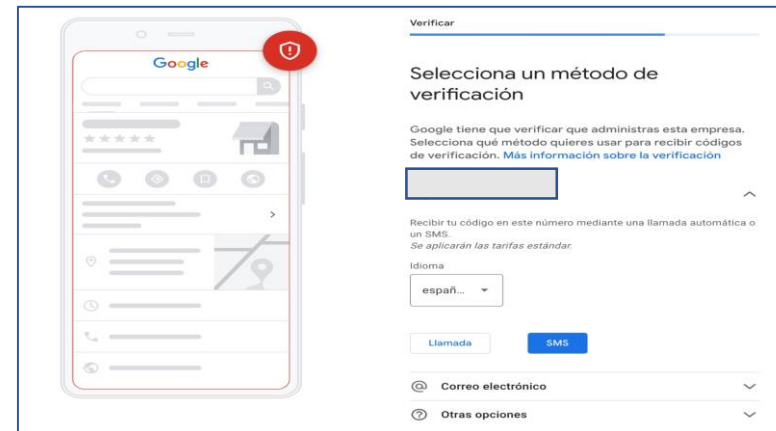 Google
Verificar
Selecciona un método de
verificación
Google tiene que verificar que administras esta empresa.
Selecciona qué método quieres usar para recibir códigos
de verificación. Más información sobre la verificación
Recibir tu código en este número mediante una llamada automática o
un SMS.
Se aplicarán las tarifas estándar.
Idioma
españ...
Llamada
SMS
Correo electrónico
Otras opciones